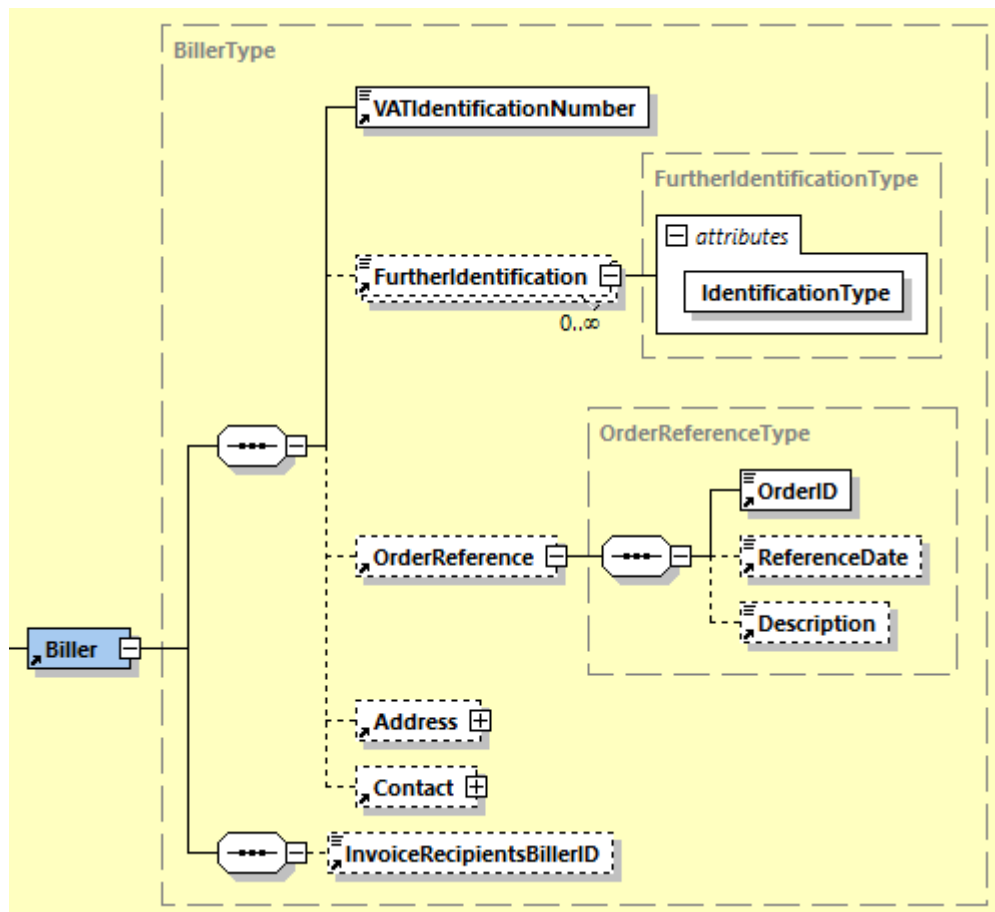 BillerType
VATIdentificationNumber
FurtherIdentificationType
attributes
FurtherIdentification
IdentificationType
0..∞
OrderReferenceType
OrderID
OrderReference
ReferenceDate
Description
Biller
Address
Contact
InvoiceRecipientsBillerID